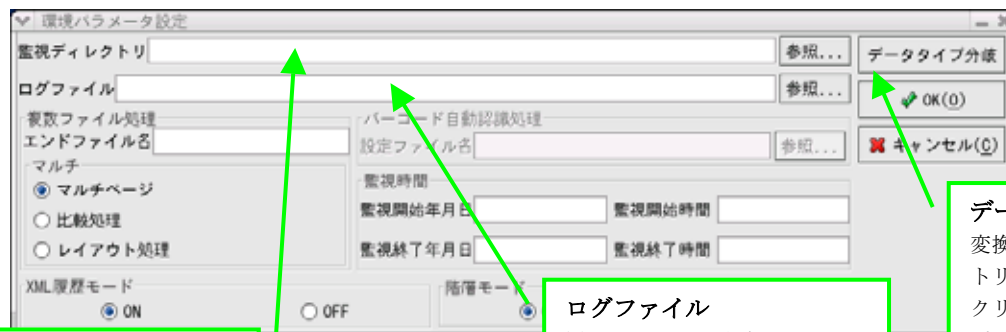 環境パラメータ設定
監視ディレクトリ 参照... データタイプ分岐
ログファイル 参照... OK(O)
複数ファイル処理 バーコード自動認識処理
エンドファイル名 設定ファイル名 参照... キャンセル(C)
マルチ
マルチページ 監視時間
比較処理 監視開始年月日 監視開始時間
レイアウト処理 監視終了年月日 監視終了時間
XML履歴モード 階層モード
ON OFF
ログファイル
デー
変換
トリ
クリ